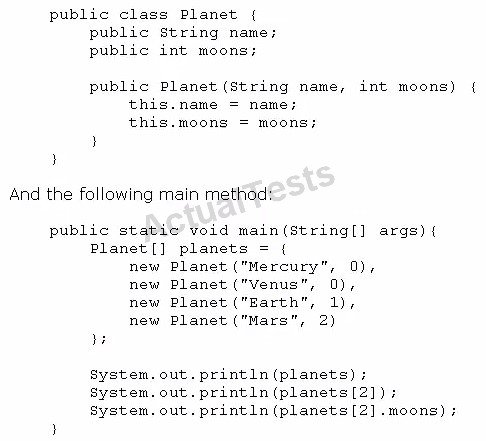 public class Planet {
public String name;
public int moons;
public Planet(String name, int moons) {
this.name = name;
this.moons = moons;
}
}
And the following main method:
ActualTests
public static void main(String[] args){
Planet[] planets = {
new Planet("Mercury", 0),
new Planet("Venus", 0),
new Planet("Earth", 1),
new Planet("Mars", 2)
};
System.out.println(planets);
System.out.println(planets[2]);
System.out.println(planets[2].moons);
}